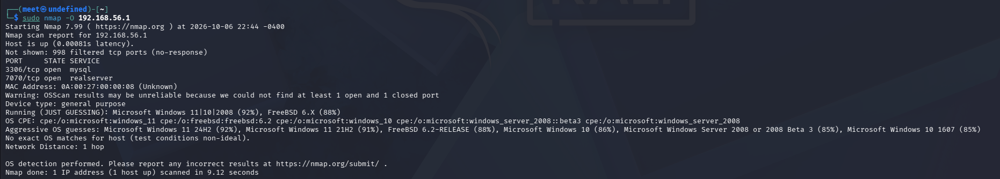 ┌──(meet㉿undefined)-[~]
└─$ sudo nmap -O 192.168.56.1
Starting Nmap 7.99 ( https://nmap.org ) at 2026-10-06 22:44 -0400
Nmap scan report for 192.168.56.1
Host is up (0.00081s latency).
Not shown: 998 filtered tcp ports (no-response)
PORT     STATE SERVICE
3306/tcp open  mysql
7070/tcp open  realserver
MAC Address: 0A:00:27:00:00:08 (Unknown)
Warning: OSScan results may be unreliable because we could not find at least 1 open and 1 closed port
Device type: general purpose
Running (JUST GUESSING): Microsoft Windows 11|10|2008 (92%), FreeBSD 6.X (88%)
OS CPE: cpe:/o:microsoft:windows_11 cpe:/o:freebsd:freebsd:6.2 cpe:/o:microsoft:windows_10 cpe:/o:microsoft:windows_server_2008::beta3 cpe:/o:microsoft:windows_server_2008
Aggressive OS guesses: Microsoft Windows 11 24H2 (92%), Microsoft Windows 11 21H2 (91%), FreeBSD 6.2-RELEASE (88%), Microsoft Windows 10 (86%), Microsoft Windows Server 2008 or 2008 Beta 3 (85%), Microsoft Windows 10 1607 (85%)
No exact OS matches for host (test conditions non-ideal).
Network Distance: 1 hop
OS detection performed. Please report any incorrect results at https://nmap.org/submit/ .
Nmap done: 1 IP address (1 host up) scanned in 9.12 seconds